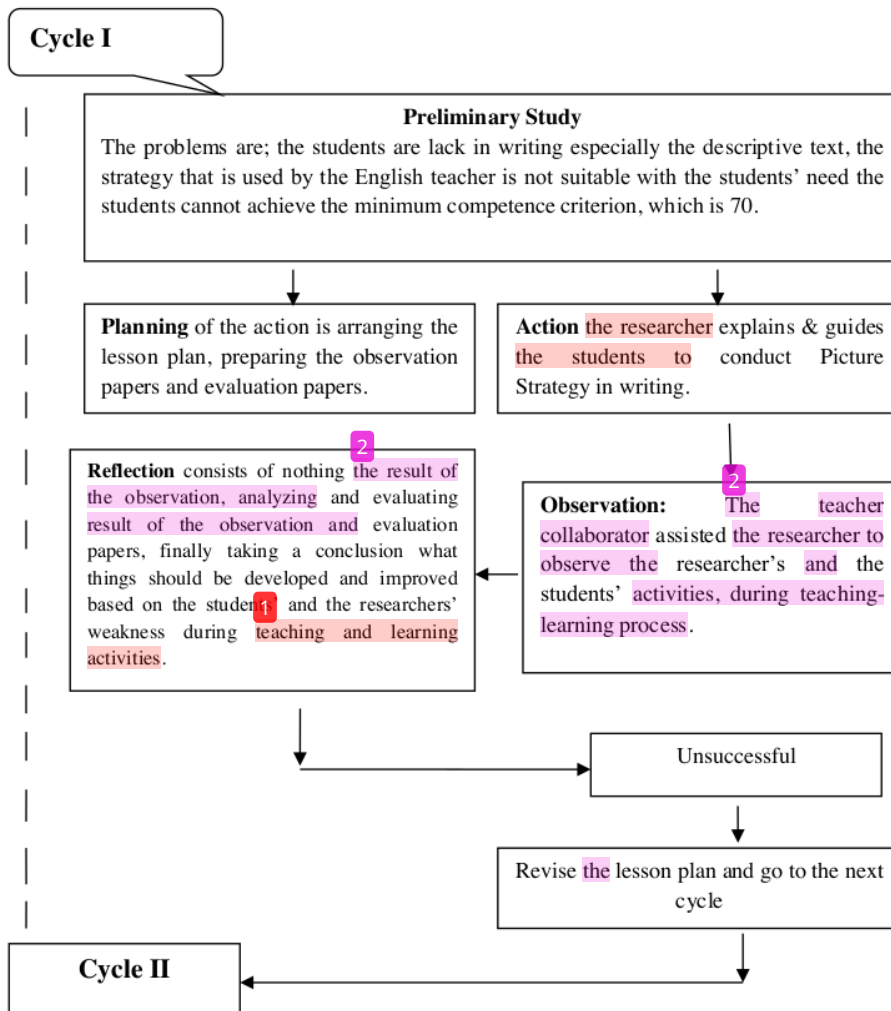 Cycle I
Preliminary Study
The problems are; the students are lack in writing especially the descriptive text, the
strategy that is used by the English teacher is not suitable with the students' need the
students cannot achieve the minimum competence criterion, which is 70.
Planning of the action is arranging the
lesson plan, preparing the observation
papers and evaluation papers.
Action the researcher explains & guides
the students to conduct Picture
Strategy in writing.
2
Reflection consists of nothing the result of
the observation, analyzing and evaluating
result of the observation and evaluation
papers, finally taking a conclusion what
things should be developed and improved
based on the students' and the researchers'
1
weakness during teaching and learning
activities.
2
Observation: The teacher
collaborator assisted the researcher to
observe the researcher's and the
students' activities, during teaching-
learning process.
Unsuccessful
Revise the lesson plan and go to the next
cycle
Cycle II